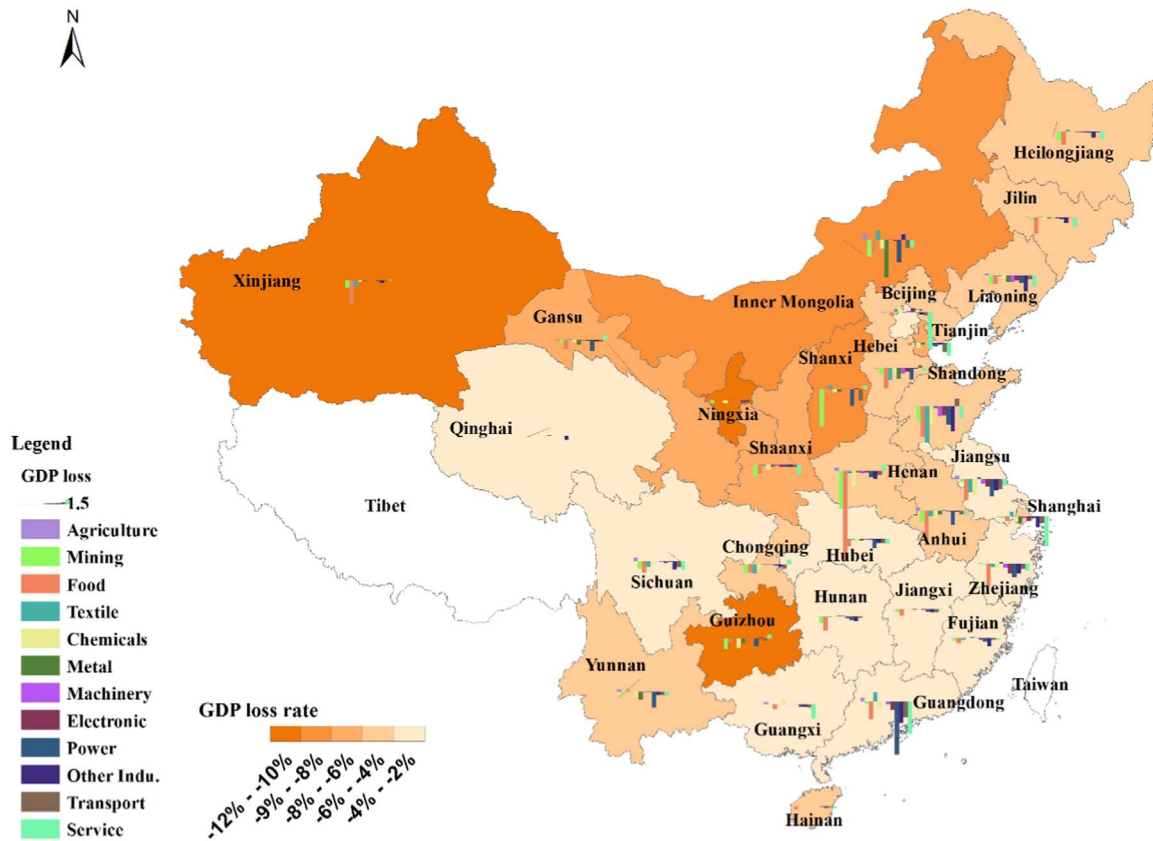 N
Heilongjiang
Jilin
Xinjiang
Inner Mongolia
Beijing
Liaoning
Gansu
Tianjin
Hebei
Shanxi
Shandong
Ningxia
Qinghai
Shaanxi
Henan
Jiangsu
Tibet
Shanghai
Anhui
Chongqing
Hubei
Sichuan
Zhejiang
Hunan
Jiangxi
Guizhou
Fujian
Yunnan
Taiwan
Guangdong
Guangxi
Hainan
Legend
GDP loss
1.5
Agriculture
Mining
Food
Textile
Chemicals
Metal
Machinery
Electronic
Power
Other Indu.
Transport
Service
GDP loss rate
-12% - -10%
-9% - -8%
-8% - -6%
-6% - -4%
-4% - -2%